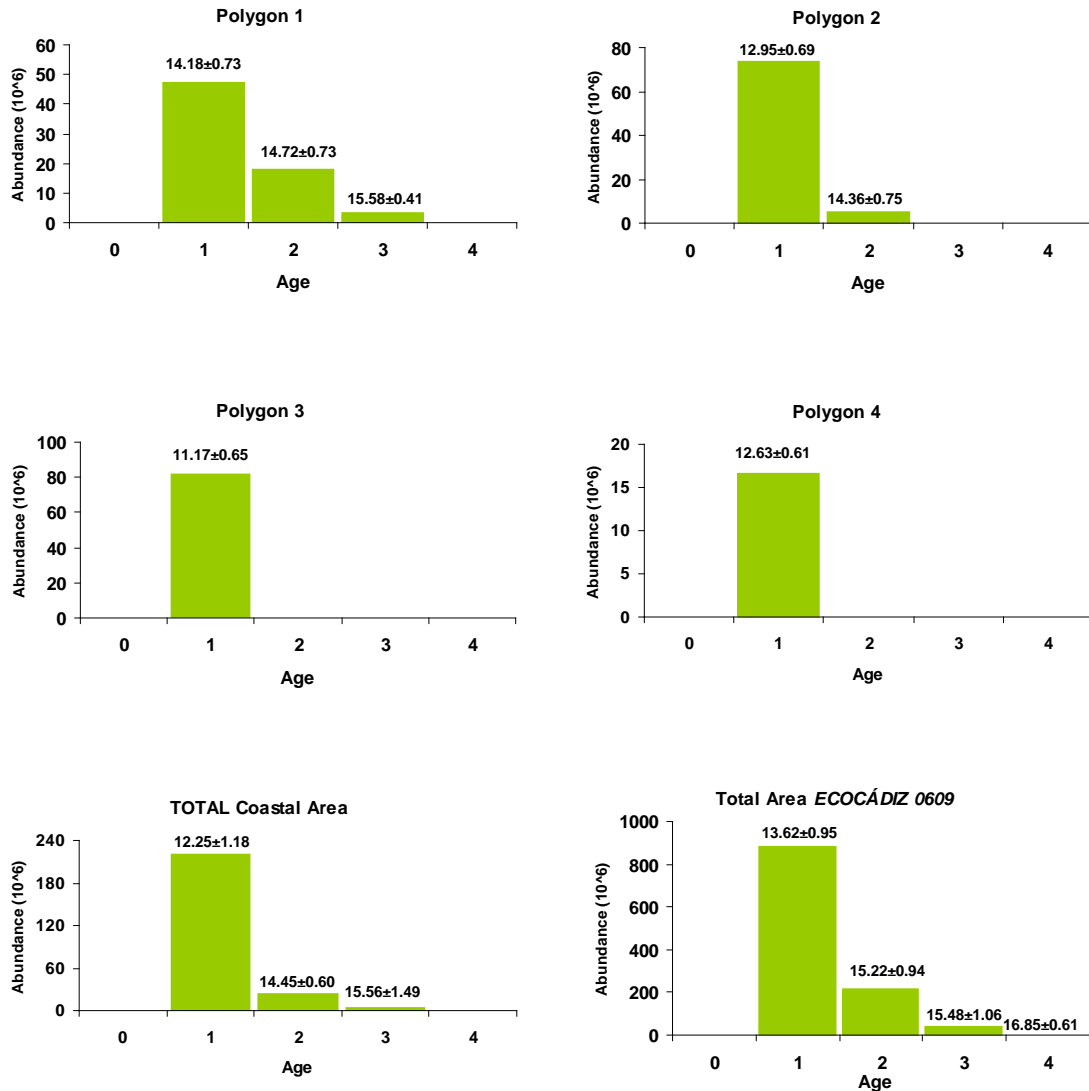 Polygon 1
Abundance (10^6)
60
50
40
30
20
10
0
14.18±0.73
14.72±0.73
15.58±0.41
0 1 2 3 4
Age
Polygon 2
Abundance (10^6)
80
60
40
20
0
12.95±0.69
14.36±0.75
0 1 2 3 4
Age
Polygon 3
Abundance (10^6)
100
80
60
40
20
0
11.17±0.65
0 1 2 3 4
Age
Polygon 4
Abundance (10^6)
20
15
10
5
0
12.63±0.61
0 1 2 3 4
Age
TOTAL Coastal Area
Abundance (10^6)
240
180
120
60
0
12.25±1.18
14.45±0.60
15.56±1.49
0 1 2 3 4
Age
Total Area ECOCÁDIZ 0609
Abundance (10^6)
1000
800
600
400
200
0
13.62±0.95
15.22±0.94
15.48±1.06
16.85±0.61
0 1 2 3 4
Age